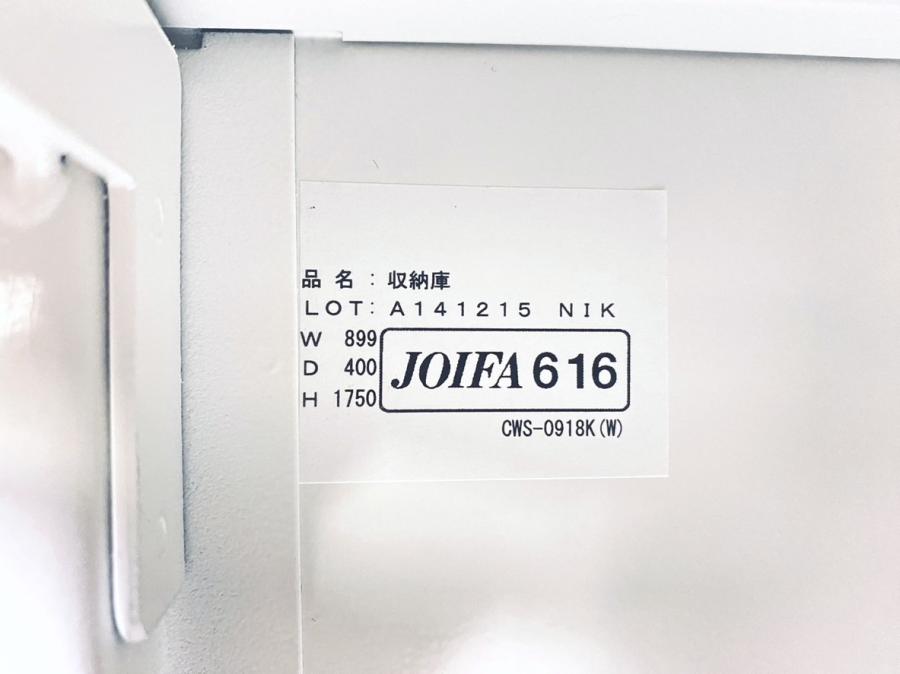 品 名 : 収納庫
LOT: A141215 NIK
W 899
D 400
H 1750
JOIFA 616
CWS-0918K(W)